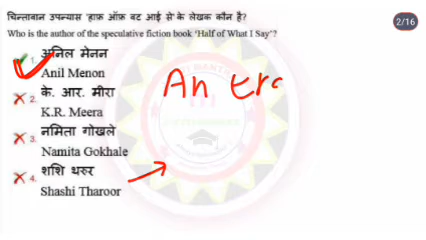 चिन्तावान उपन्यास 'हाफ़ ऑफ़ वट आई से' के लेखक कौन है?
Who is the author of the speculative fiction book 'Half of What I Say'?
2/16
1. अनिल मेनन
Anil Menon
2. के. आर. मीरा
K.R. Meera
3. नमिता गोखले
Namita Gokhale
4. शशि थरुर
Shashi Tharoor
An Era